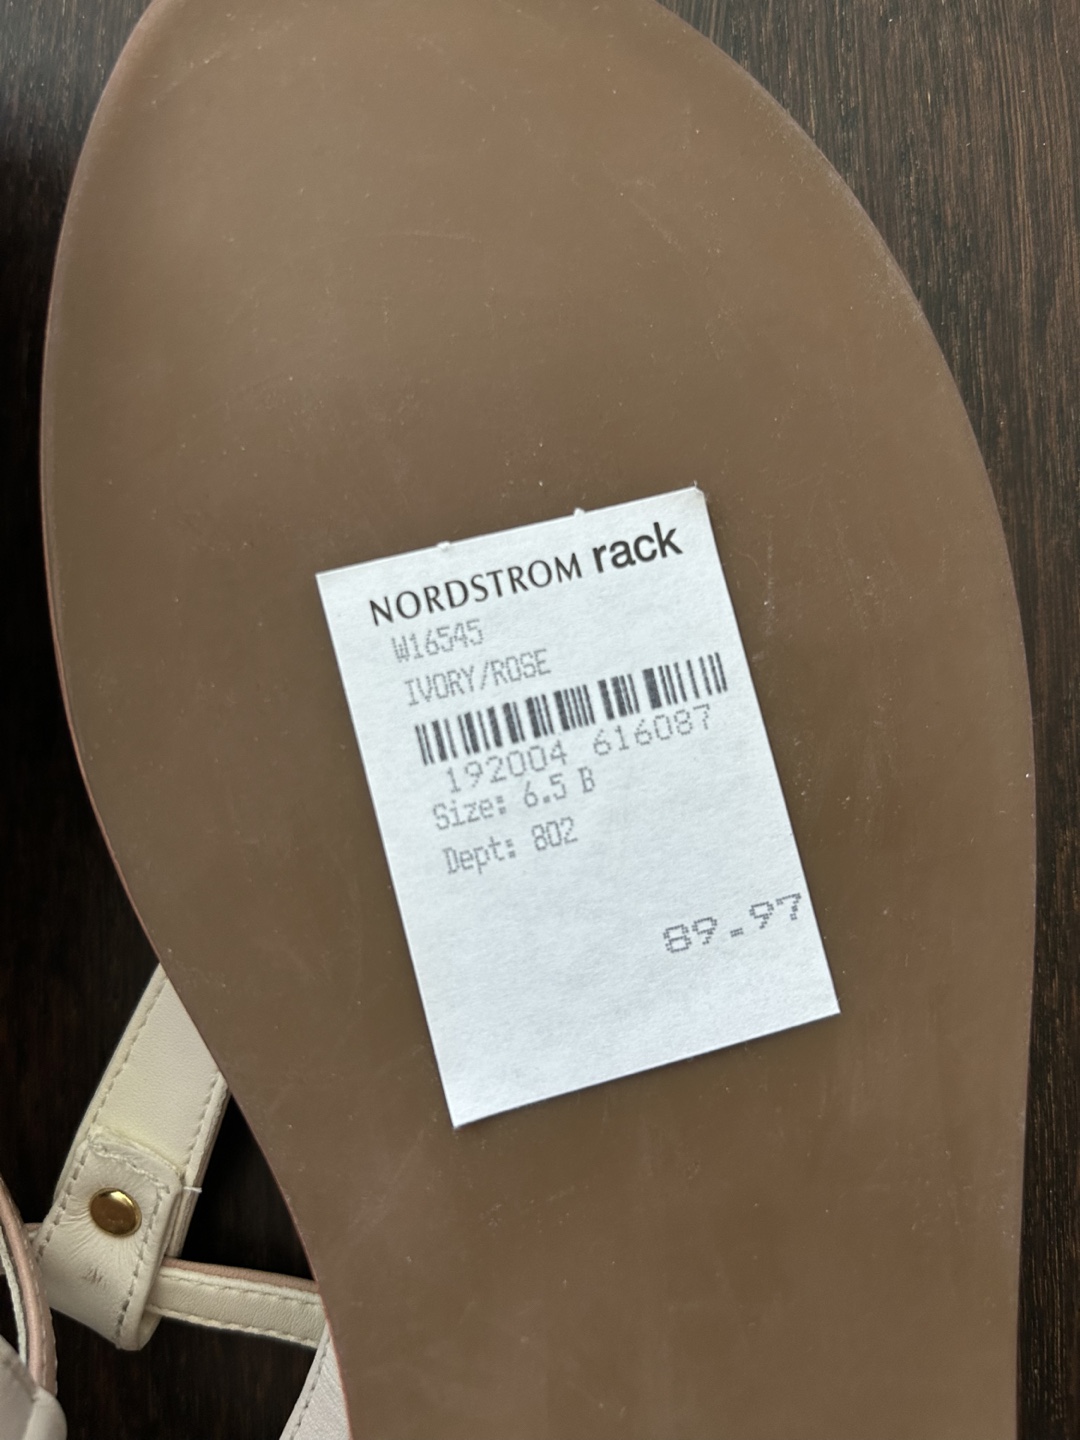 NORDSTROM rack
W16545
IVORY/ROSE
192004 616087
Size: 6.5 B
Dept: 802
89.97